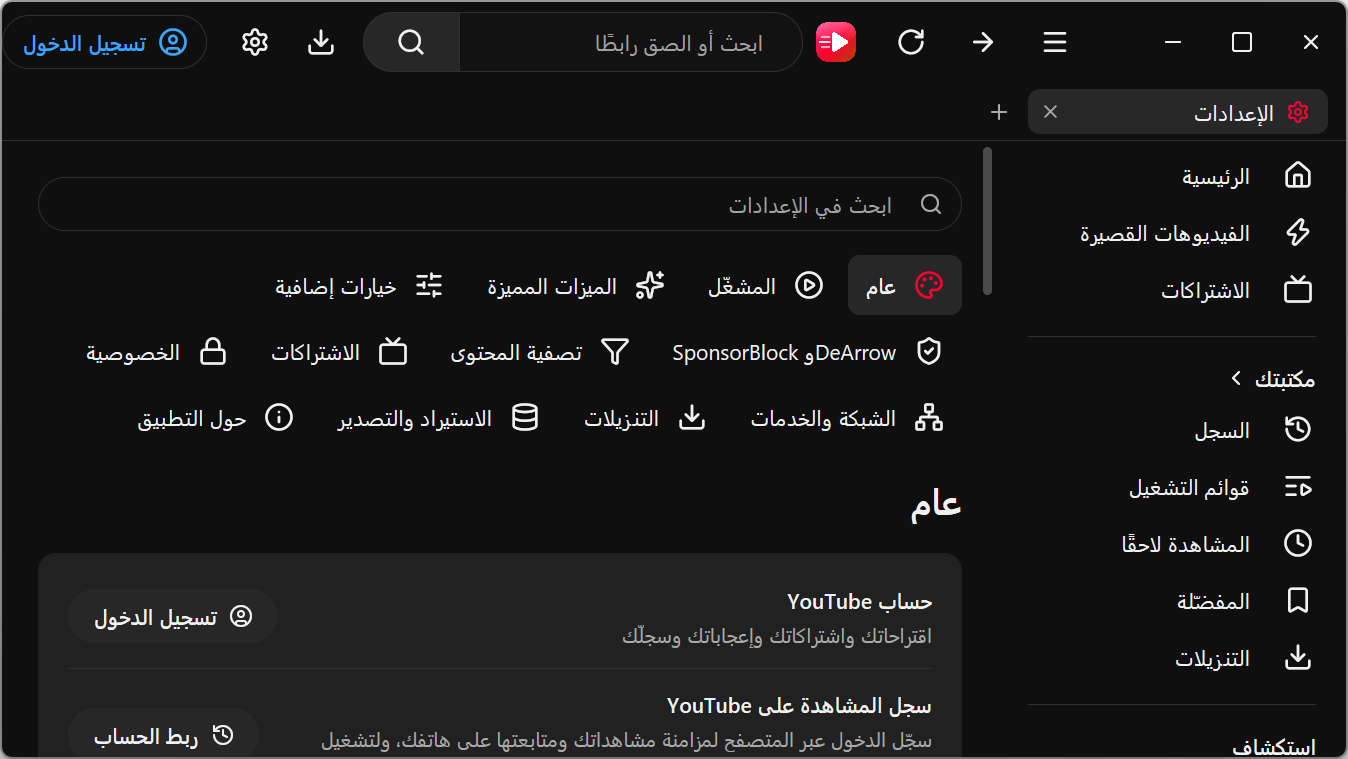 ابحث أو الصق رابطًا
تسجيل الدخول
الإعدادات
الرئيسية
الفيديوهات القصيرة
الاشتراكات
مكتبتك
السجل
قوائم التشغيل
المشاهدة لاحقًا
المفضّلة
التنزيلات
استكشاف
ابحث في الإعدادات
عام
المشغّل
الميزات المميزة
خيارات إضافية
DeArrow و SponsorBlock
تصفية المحتوى
الاشتراكات
الخصوصية
الشبكة والخدمات
التنزيلات
الاستيراد والتصدير
حول التطبيق
عام
حساب YouTube
اقتراحاتك واشتراكاتك وإعجاباتك وسجلّك
تسجيل الدخول
سجل المشاهدة على YouTube
سجّل الدخول عبر المتصفح لمزامنة مشاهداتك ومتابعتها على هاتفك، ولتشغيل
ربط الحساب